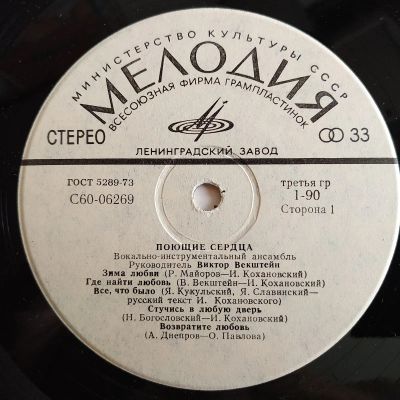 МИНИСТЕРСТВО КУЛЬТУРЫ СССР
МЕЛОДИЯ
ВСЕСОЮЗНАЯ ФИРМА ГРАМПЛАСТИНОК
СТЕРЕО
33
ЛЕНИНГРАДСКИЙ ЗАВОД
ГОСТ 5289-73
С60-06269
третья гр
1-90
Сторона 1
ПОЮЩИЕ СЕРДЦА
Вокально-инструментальный ансамбль
Руководитель Виктор Векштейн
Зима любви (Р. Майоров—И. Кохановский)
Где найти любовь (В. Векштейн—И. Кохановский)
Все, что было (Я. Кукульский, Я. Славинский—
русский текст И. Кохановского)
Стучись в любую дверь
(Н. Богословский—И. Кохановский)
Возвратите любовь
(А. Днепров—О. Павлова)